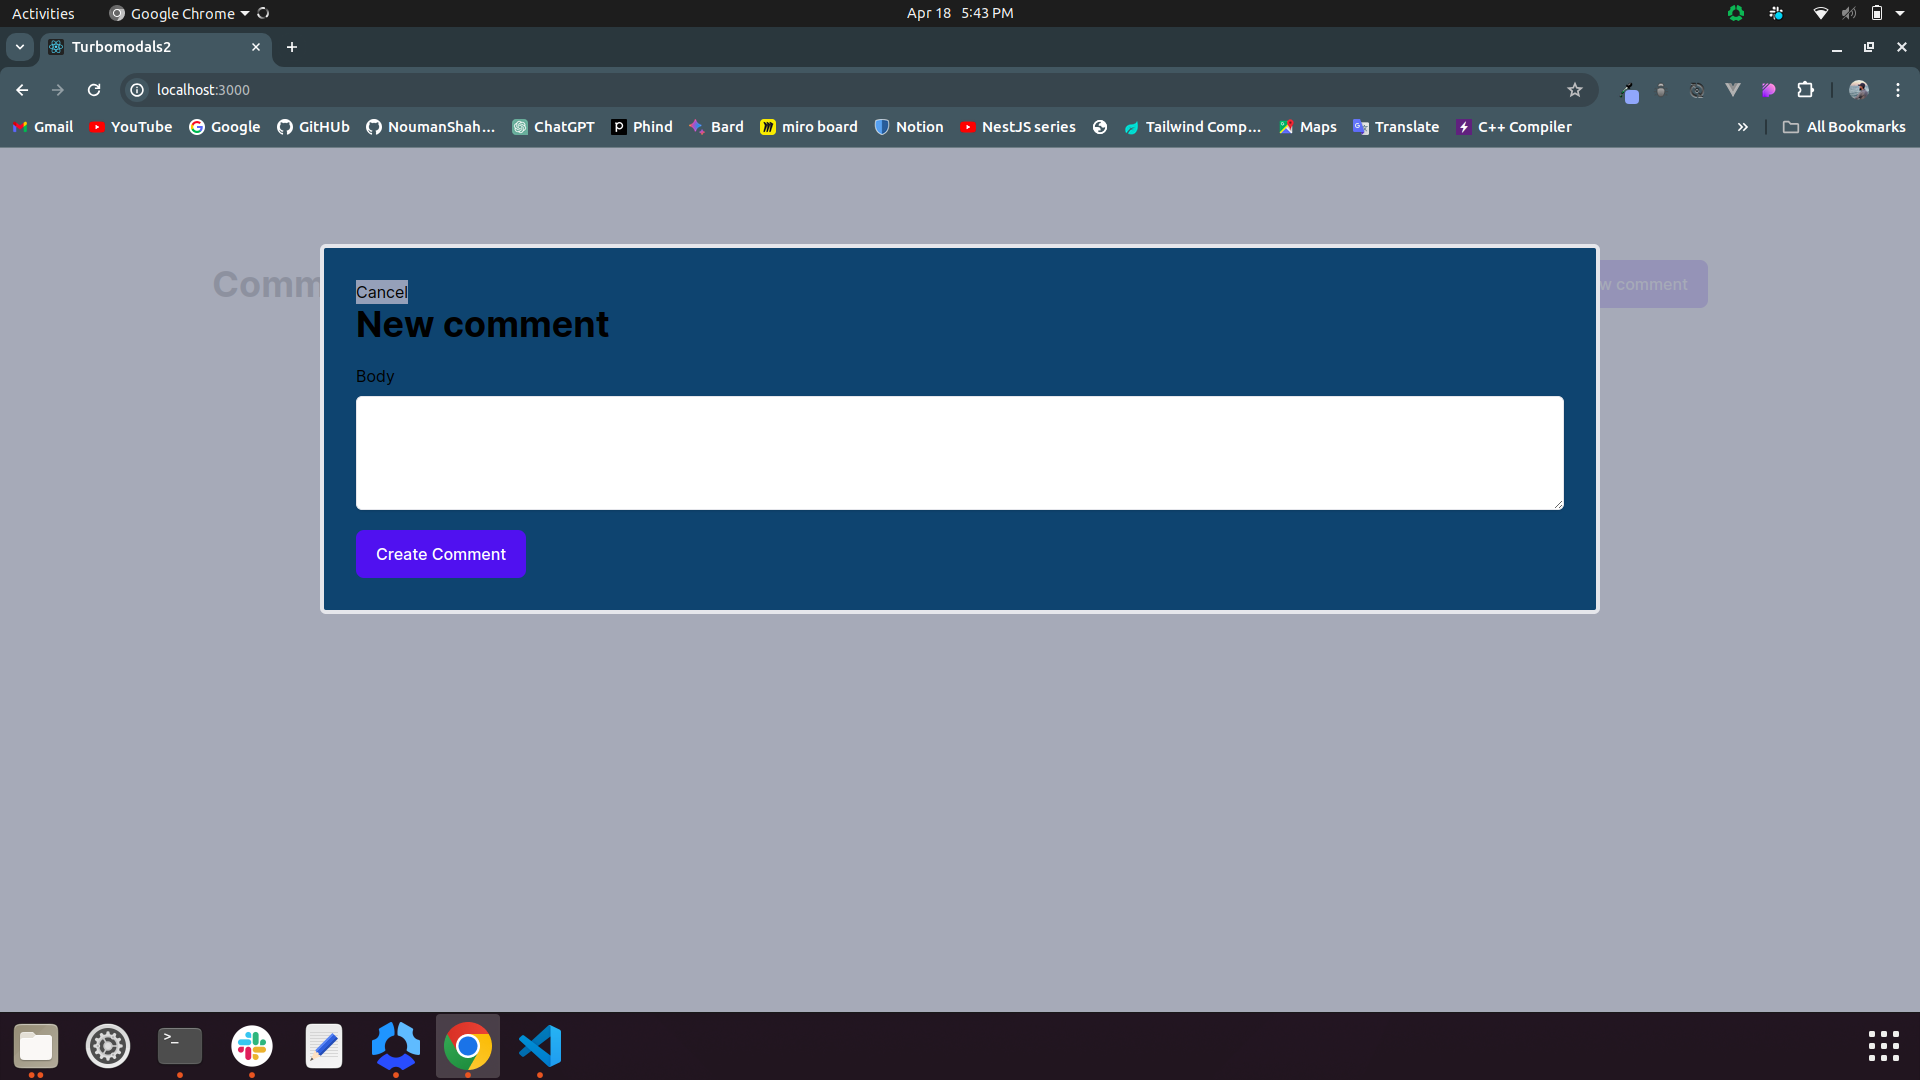 Activities Google Chrome Apr 18 5:43 PM
Turbomodals2
localhost:3000
Gmail YouTube Google GitHUb NoumanShah... ChatGPT Phind Bard miro board Notion NestJS series Tailwind Comp... Maps Translate C++ Compiler » All Bookmarks
Comm
w comment
Cancel
New comment
Body
Create Comment